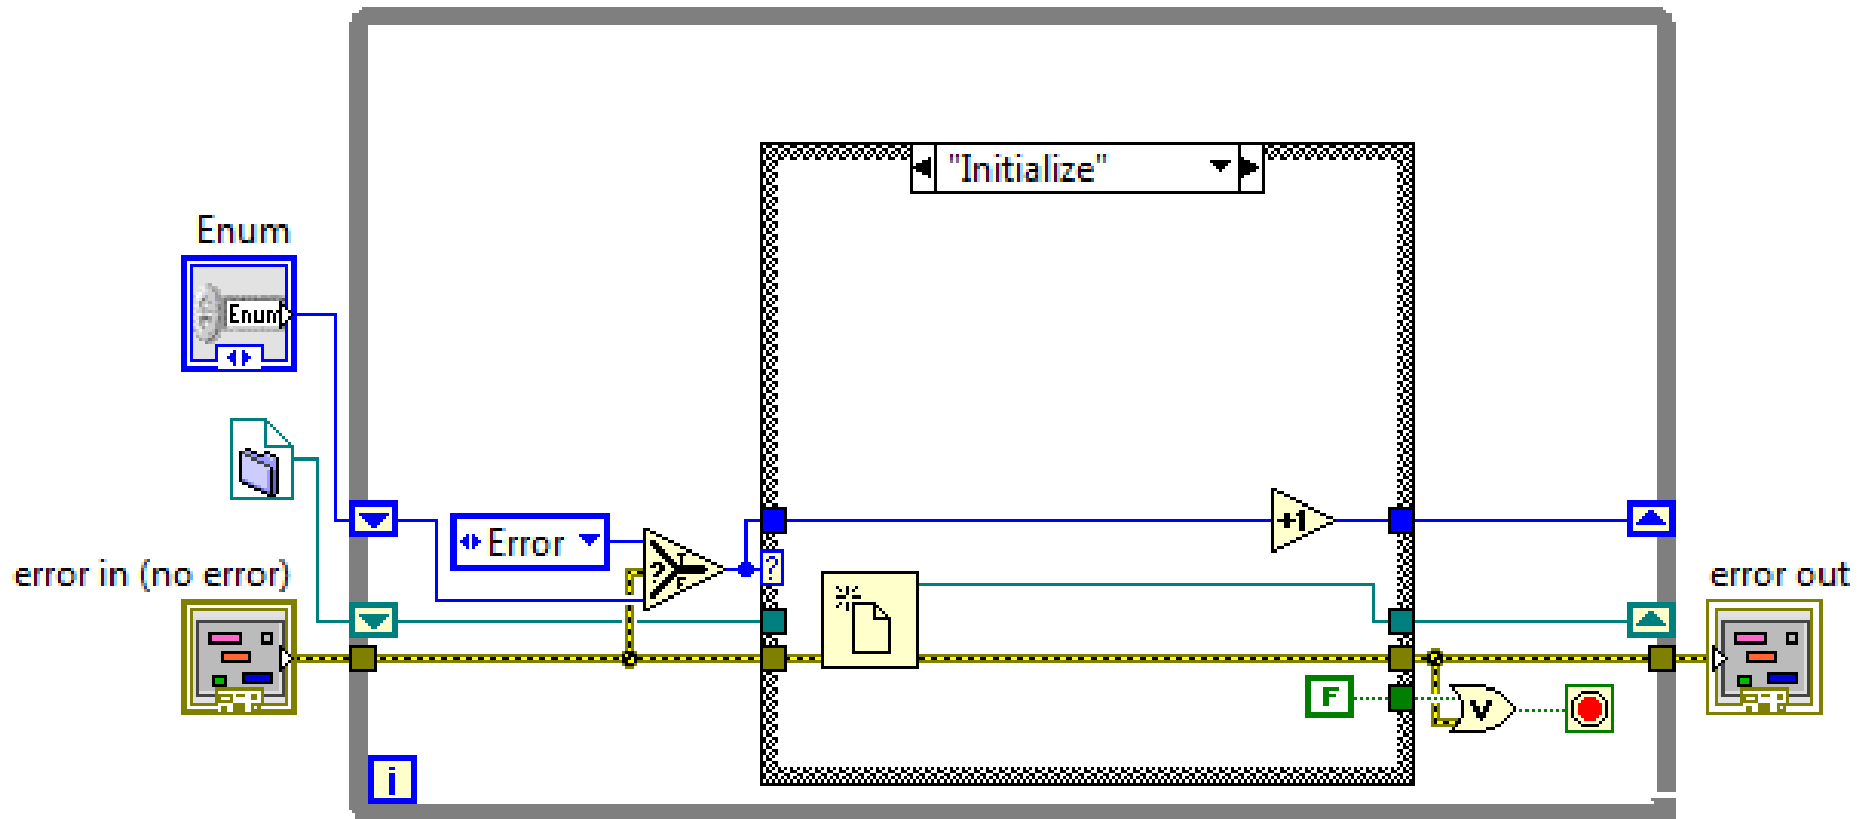 "Initialize"
Enum
Enum
Error
+1
?
?
T
F
error in (no error)
error out
F
V
i